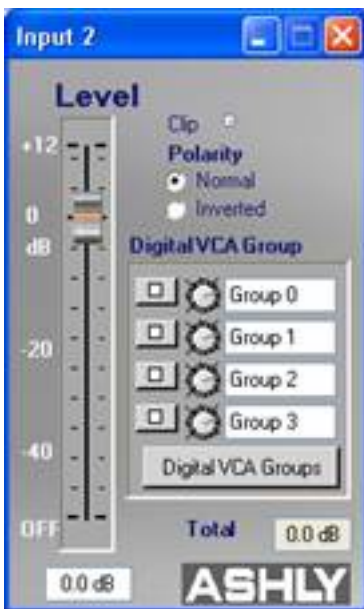 Input 2
Level
Clip
+12
Polarity
Normal
0
Inverted
dB
Digital VCA Group
Group 0
Group 1
-20
Group 2
Group 3
-40
Digital VCA Groups
OFF
Total
0.0 dB
0.0 dB
ASHLY